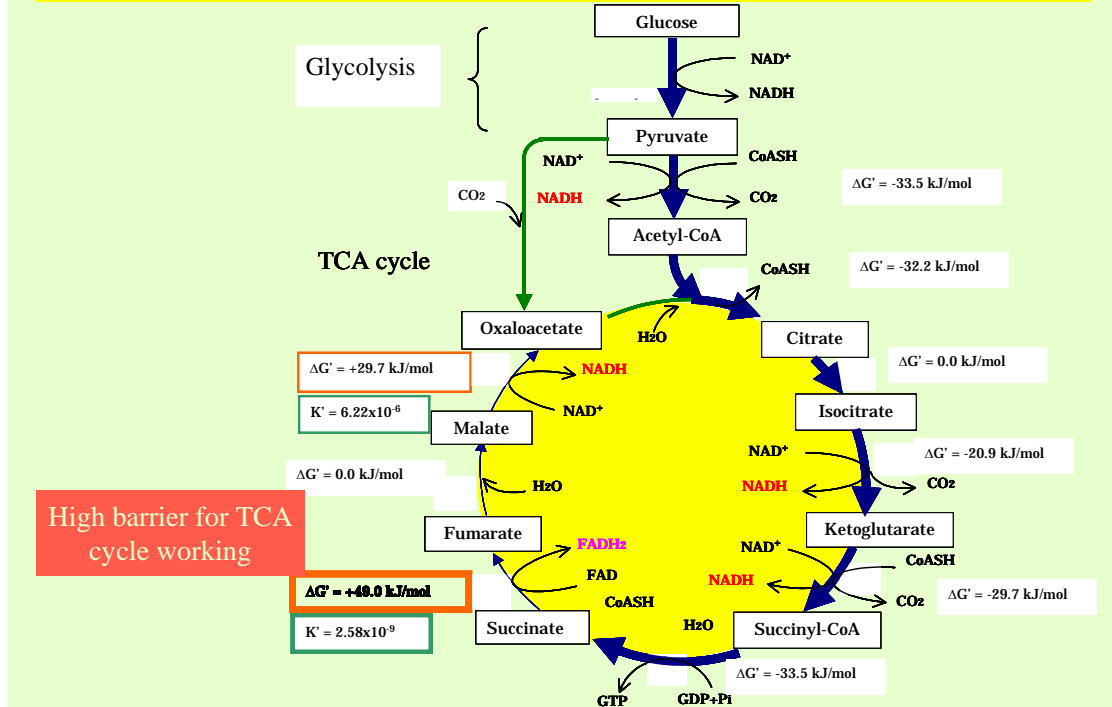 Glucose
Glycolysis
NAD+
NADH
Pyruvate
NAD+
CoASH
CO2
NADH
CO2
ΔG' = -33.5 kJ/mol
Acetyl-CoA
TCA cycle
CoASH
ΔG' = -32.2 kJ/mol
Oxaloacetate
H2O
Citrate
ΔG' = +29.7 kJ/mol
NADH
ΔG' = 0.0 kJ/mol
K' = 6.22x10-6
NAD+
Isocitrate
Malate
NAD+
ΔG' = -20.9 kJ/mol
ΔG' = 0.0 kJ/mol
H2O
NADH
CO2
High barrier for TCA
cycle working
Fumarate
Ketoglutarate
FADH2
NAD+
CoASH
FAD
NADH
ΔG' = +49.0 kJ/mol
CoASH
CO2
ΔG' = -29.7 kJ/mol
K' = 2.58x10-9
Succinate
H2O
Succinyl-CoA
ΔG' = -33.5 kJ/mol
GTP
GDP+Pi